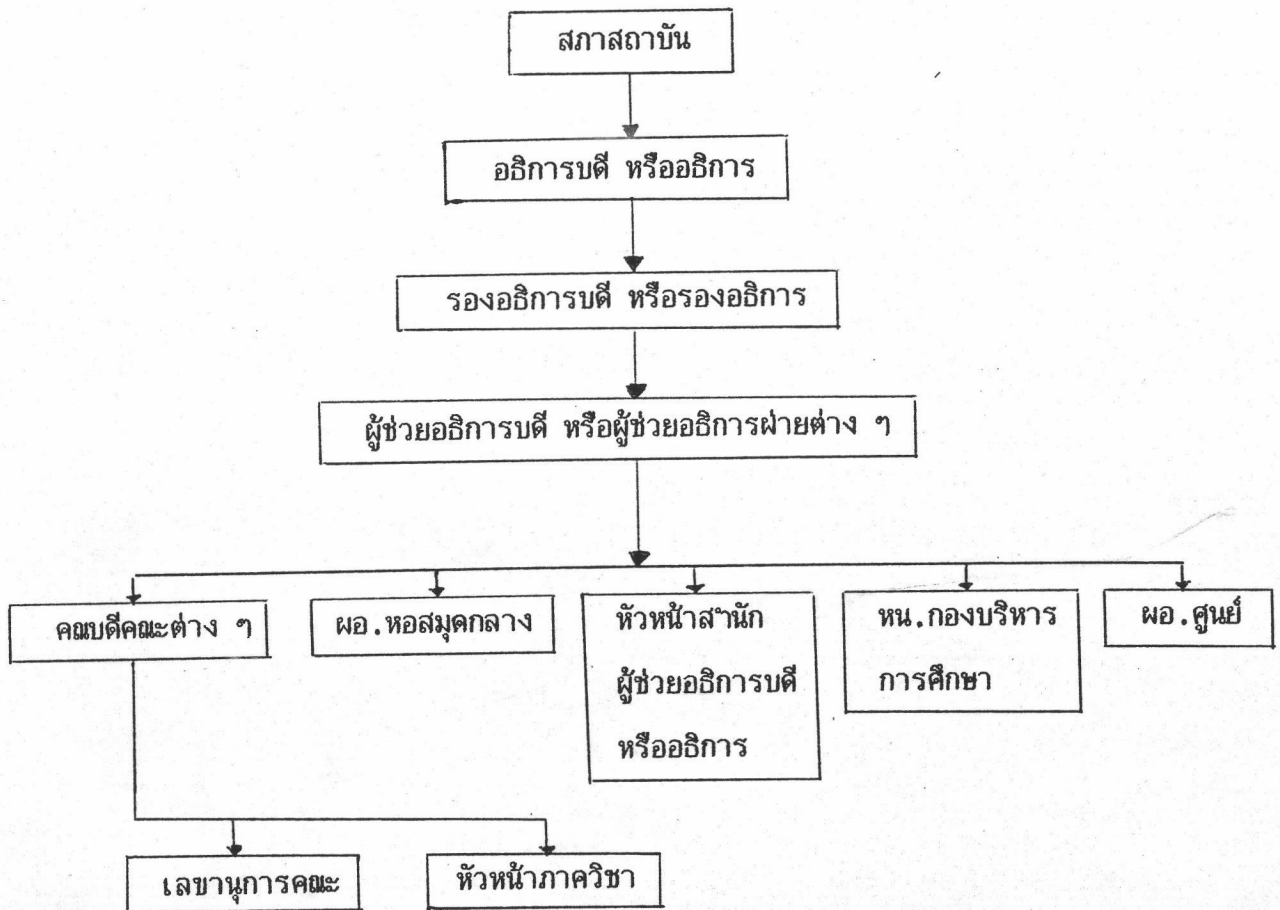 สภาสถาบัน
อธิการบดี หรืออธิการ
รองอธิการบดี หรือรองอธิการ
ผู้ช่วยอธิการบดี หรือผู้ช่วยอธิการฝ่ายต่าง ๆ
คณบดีคณะต่าง ๆ
ผอ.หอสมุดกลาง
หัวหน้าสำนัก
ผู้ช่วยอธิการบดี
หรืออธิการ
หน.กองบริหาร
การศึกษา
ผอ.ศูนย์
เลขานุการคณะ
หัวหน้าภาควิชา